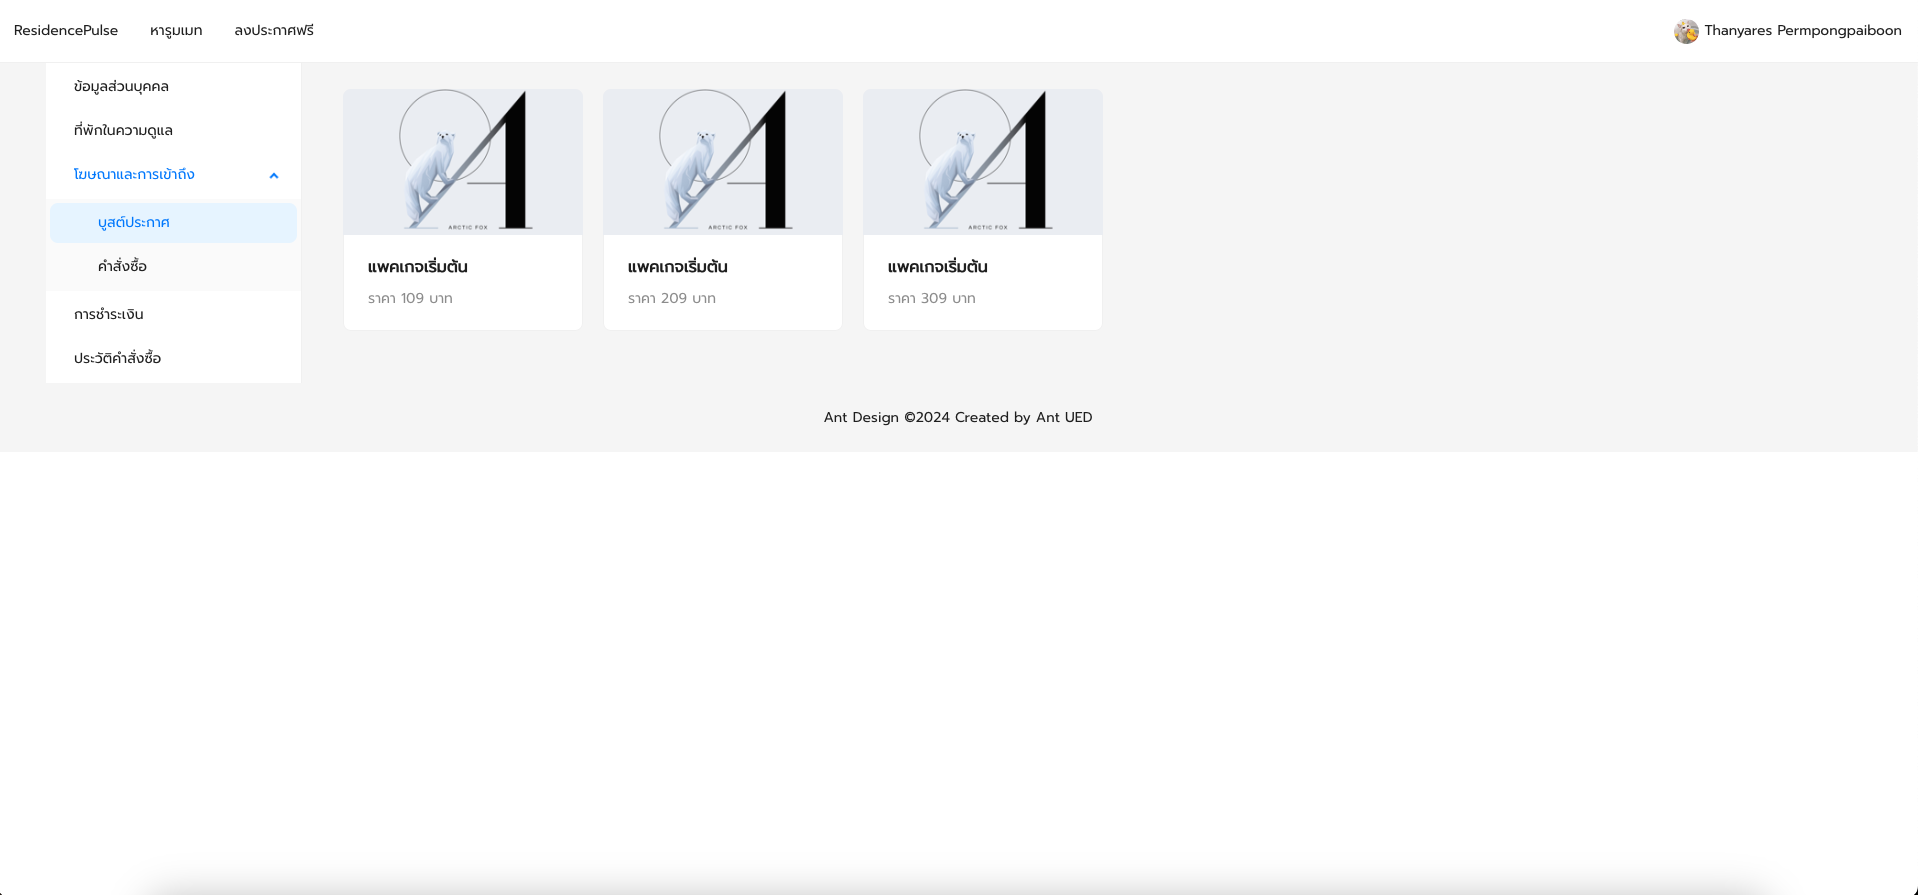 ResidencePulse
หารูมเมท
ลงประกาศฟรี
Thanyares Permpongpaiboon
ข้อมูลส่วนบุคคล
ที่พักในความดูแล
โฆษณาและการเข้าถึง
บูสต์ประกาศ
คำสั่งซื้อ
การชำระเงิน
ประวัติคำสั่งซื้อ
ARCTIC FOX
แพคเกจเริ่มต้น
ราคา 109 บาท
ARCTIC FOX
แพคเกจเริ่มต้น
ราคา 209 บาท
ARCTIC FOX
แพคเกจเริ่มต้น
ราคา 309 บาท
Ant Design ©2024 Created by Ant UED